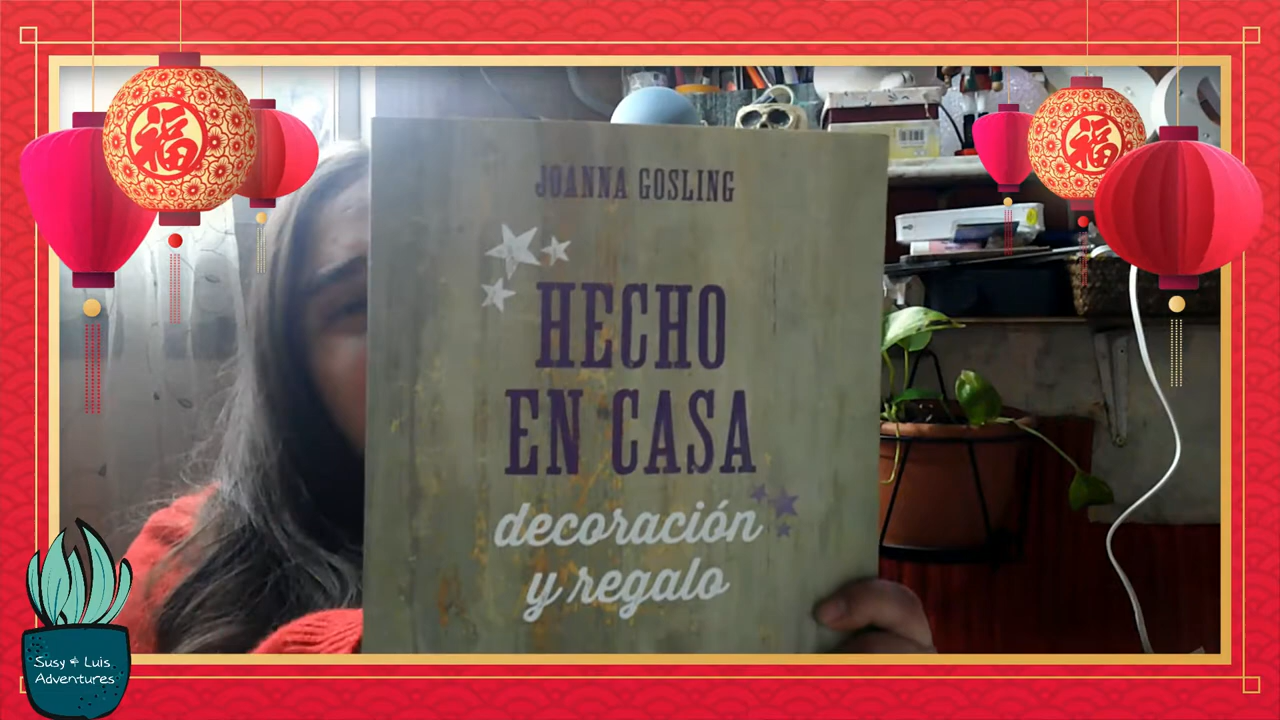 福
福
JOANNA GOSLING
HECHO
EN CASA
decoración
y regalo
Susy & Luis
Adventures